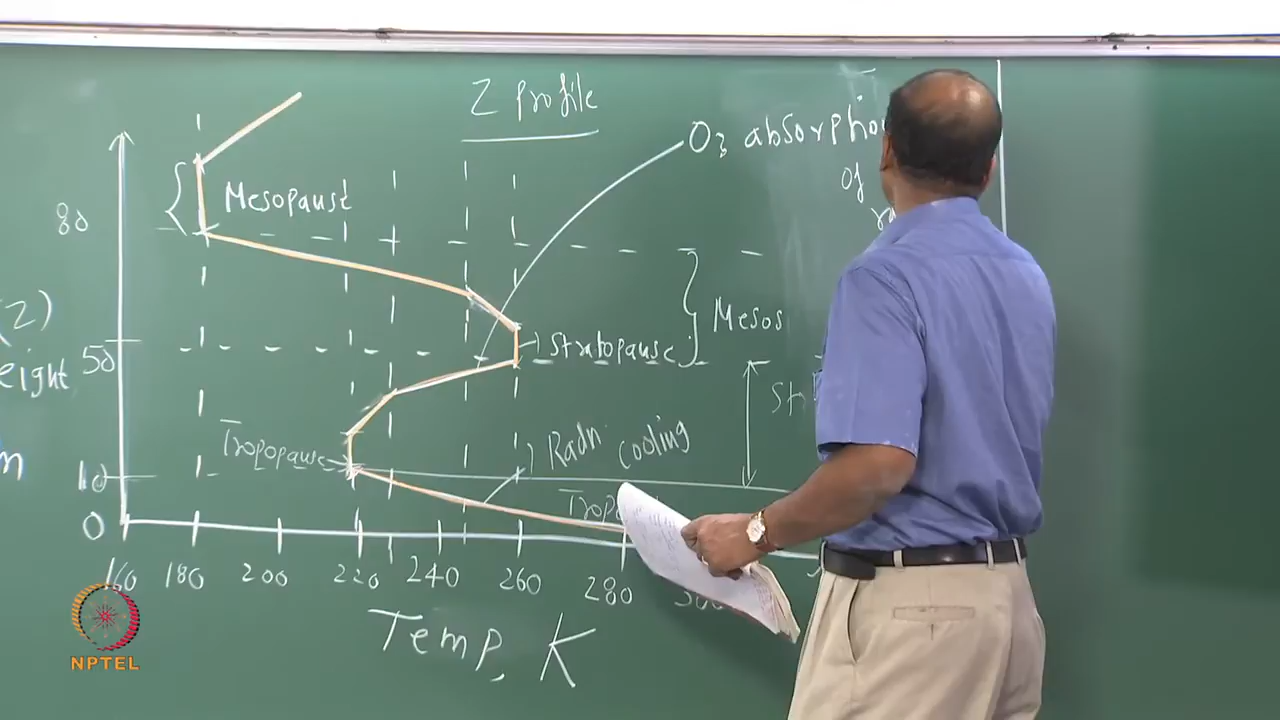 Z Profile
O3 absorption
of
Mesopause
80
(Z)
Mesos
50
Stratopause
eight
Radn cooling
Tropopause
10
0
160 180 200 220 240 260 280
Temp, K
NPTEL